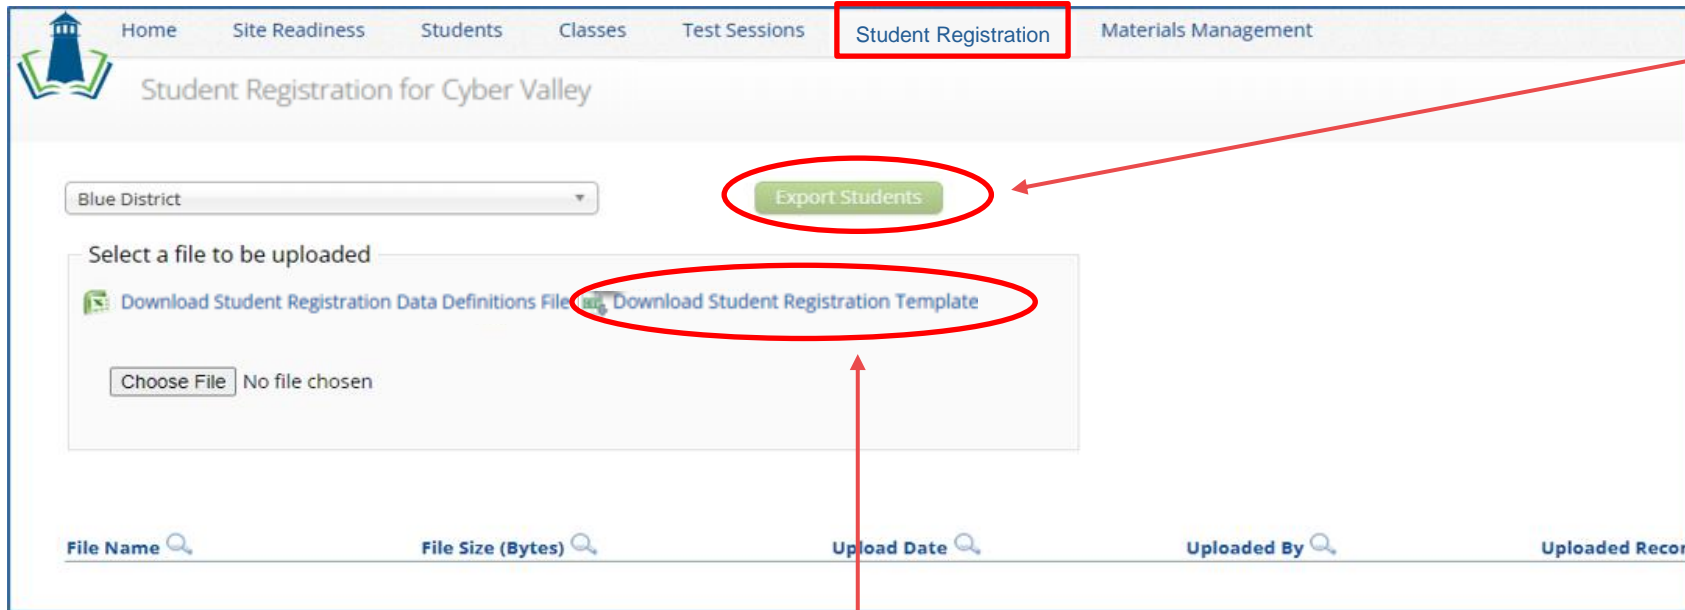 Home Site Readiness Students Classes Test Sessions Student Registration Materials Management
Student Registration for Cyber Valley
Blue District Export Students
Select a file to be uploaded
Download Student Registration Data Definitions File Download Student Registration Template
Choose File No file chosen
File Name File Size (Bytes) Upload Date Uploaded By Uploaded Recor